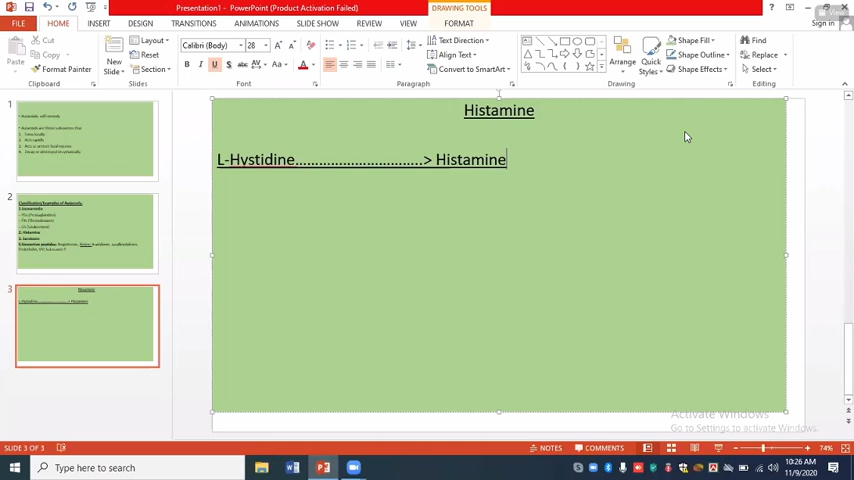 Presentation1 - PowerPoint (Product Activation Failed)
DRAWING TOOLS
FILE HOME INSERT DESIGN TRANSITIONS ANIMATIONS SLIDE SHOW REVIEW VIEW FORMAT Sign in
Paste Cut Copy Format Painter
Clipboard
New Slide Layout Reset Section
Slides
Calibri (Body) 28
Font
Text Direction Align Text Convert to SmartArt
Paragraph
Arrange Quick Styles Shape Fill Shape Outline Shape Effects
Drawing
Find Replace Select
Editing
1
2
3
Histamine
L-Hystidine..............................> Histamine
Activate Windows
Go to Settings to activate Windows.
SLIDE 3 OF 3 NOTES COMMENTS 74%
Type here to search
10:26 AM
11/9/2020